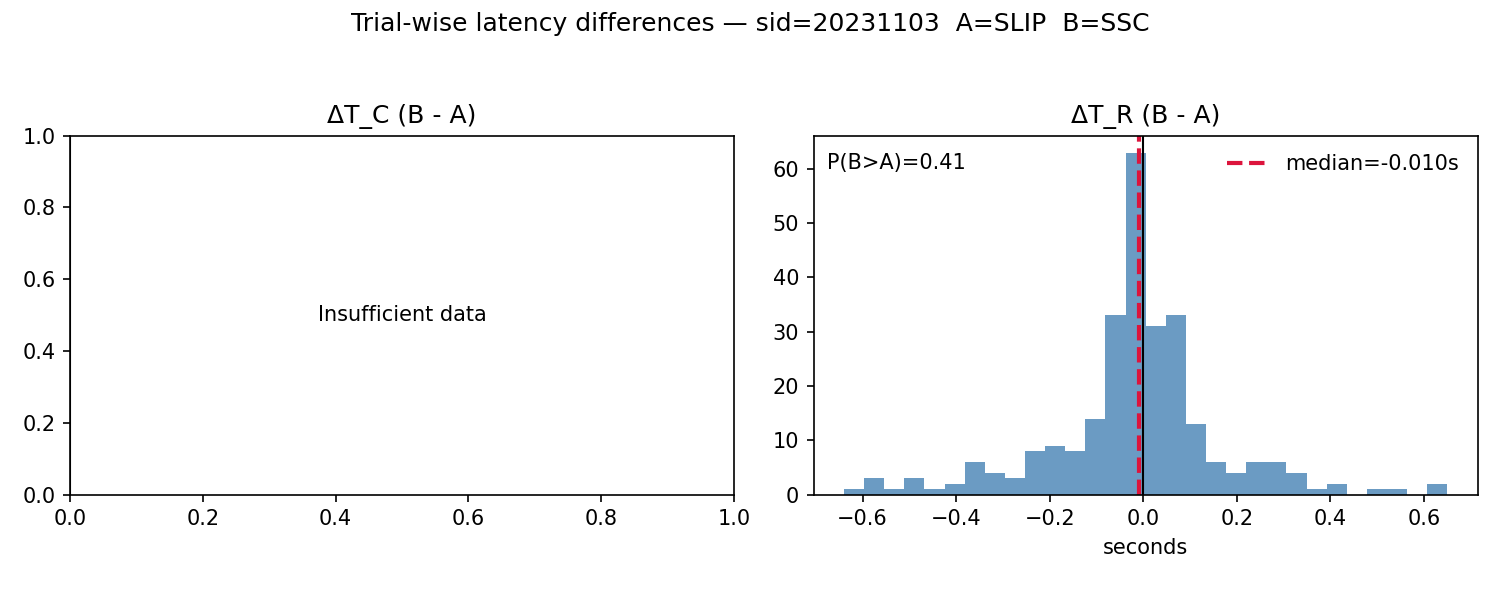 Trial-wise latency differences — sid=20231103  A=SLIP  B=SSC
ΔT_C (B - A)
1.0
0.8
0.6
0.4
0.2
0.0
Insufficient data
0.0 0.2 0.4 0.6 0.8 1.0
ΔT_R (B - A)
P(B>A)=0.41
median=-0.010s
60
50
40
30
20
10
0
−0.6 −0.4 −0.2 0.0 0.2 0.4 0.6
seconds